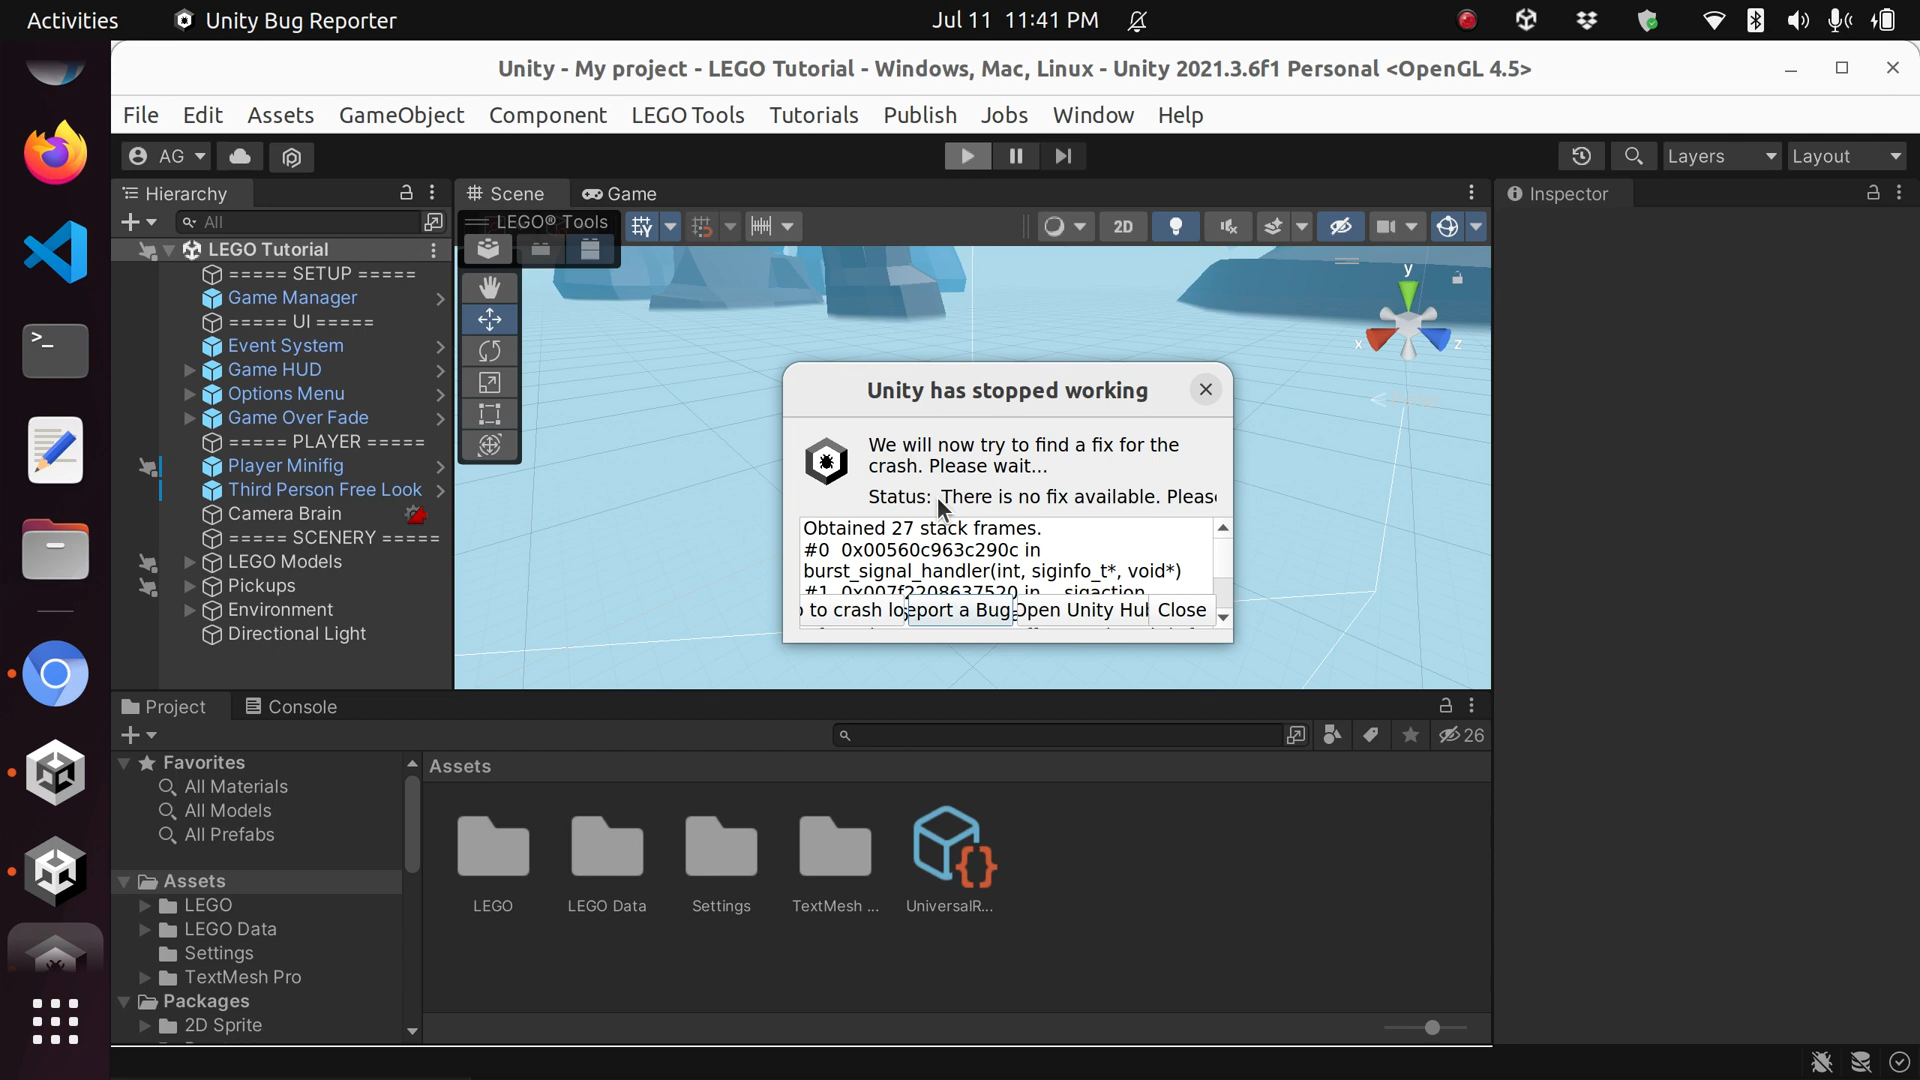 Activities
Unity Bug Reporter
Jul 11 11:41 PM
Unity - My project - LEGO Tutorial - Windows, Mac, Linux - Unity 2021.3.6f1 Personal <OpenGL 4.5>
File Edit Assets GameObject Component LEGO Tools Tutorials Publish Jobs Window Help
AG
Layers
Layout
Hierarchy
All
LEGO Tutorial
===== SETUP =====
Game Manager
===== UI =====
Event System
Game HUD
Options Menu
Game Over Fade
===== PLAYER =====
Player Minifig
Third Person Free Look
Camera Brain
===== SCENERY =====
LEGO Models
Pickups
Environment
Directional Light
Scene
Game
LEGO® Tools
2D
y
x
z
Unity has stopped working
We will now try to find a fix for the
crash. Please wait...
Status: There is no fix available. Please
Obtained 27 stack frames.
#0 0x00560c963c290c in
burst_signal_handler(int, siginfo_t*, void*)
#1 0x007f2208637520 in __sigaction
to crash lo
eport a Bug
Open Unity Hu
Close
Inspector
Project
Console
26
Favorites
All Materials
All Models
All Prefabs
Assets
LEGO
LEGO Data
Settings
TextMesh Pro
Packages
2D Sprite
Assets
LEGO
LEGO Data
Settings
TextMesh ...
UniversalR...